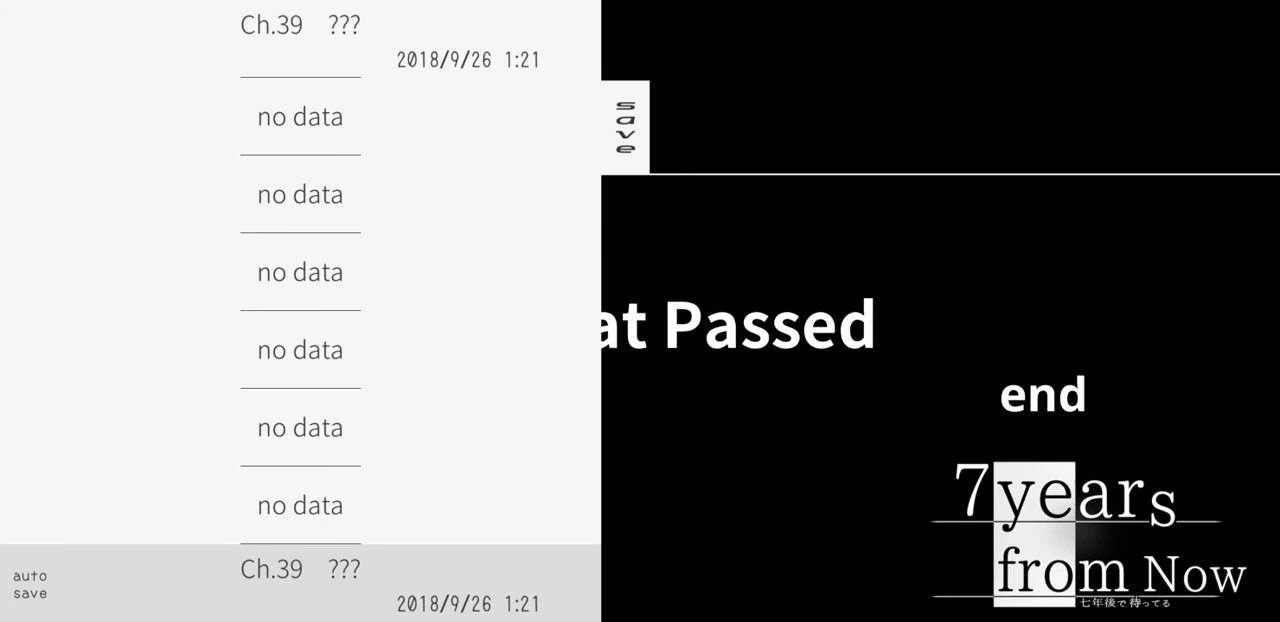 Ch.39 ???
2018/9/26 1:21
no data
no data
no data
no data
no data
no data
auto
save
Ch.39 ???
2018/9/26 1:21
save
at Passed
end
7years
from Now
七年後で待ってる